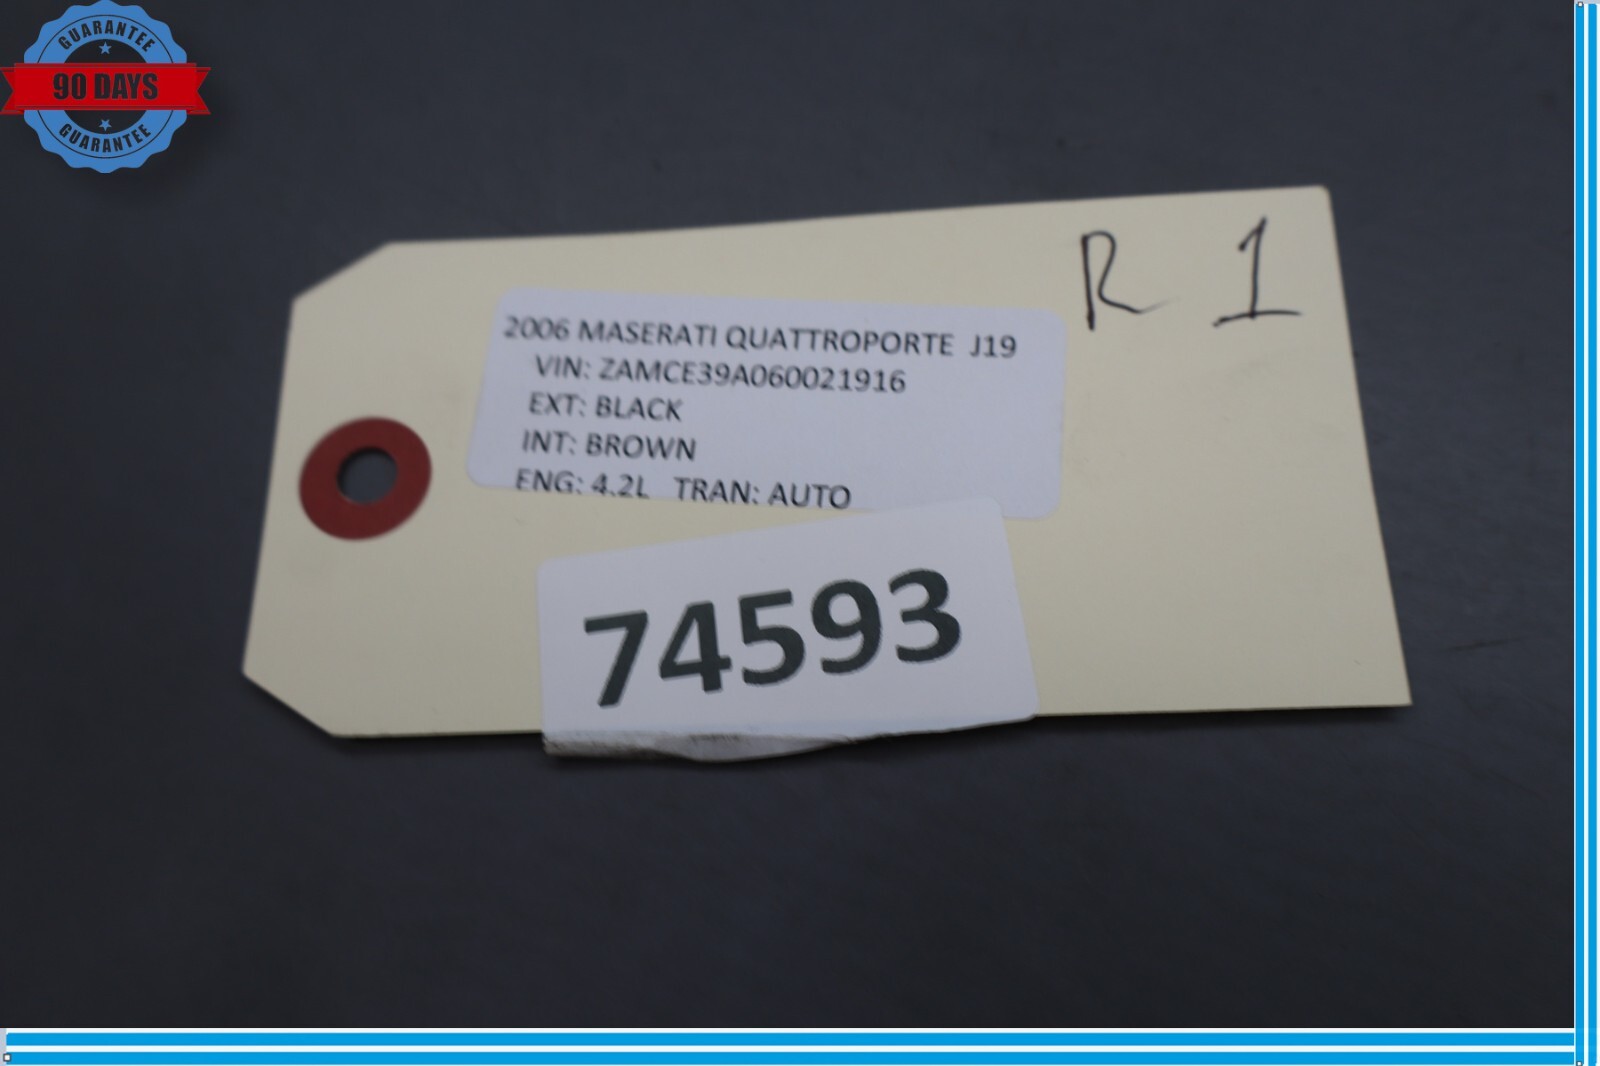 GUARANTEE
90 DAYS
GUARANTEE
R 1
2006 MASERATI QUATTROPORTE J19
VIN: ZAMCE39A060021916
EXT: BLACK
INT: BROWN
ENG: 4.2L TRAN: AUTO
74593